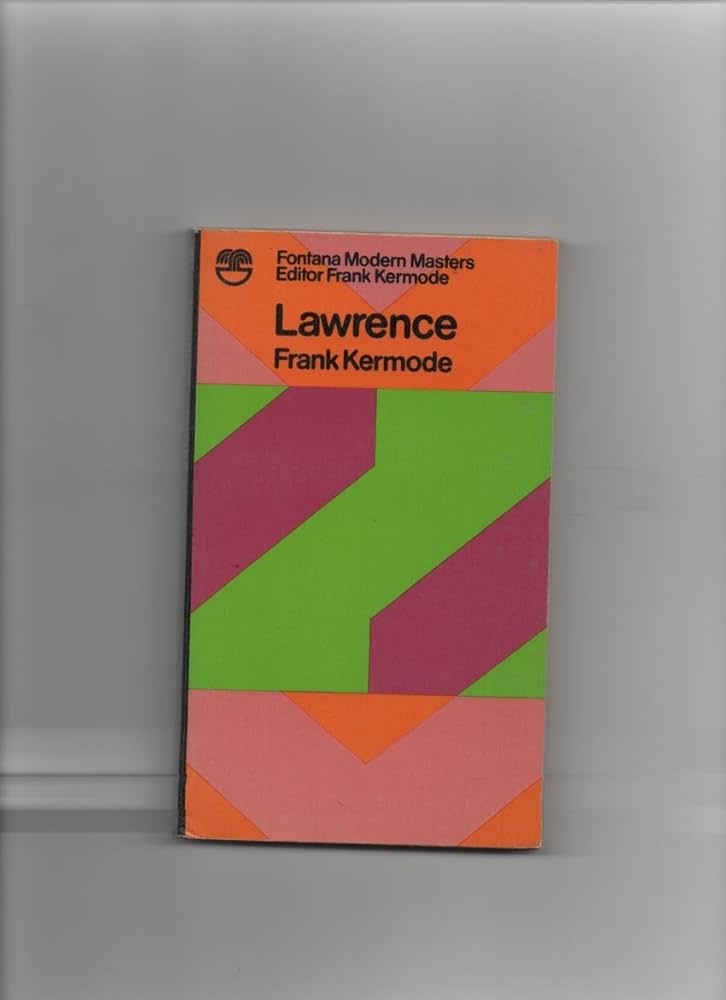 Fontana Modern Masters
Editor Frank Kermode
Lawrence
Frank Kermode